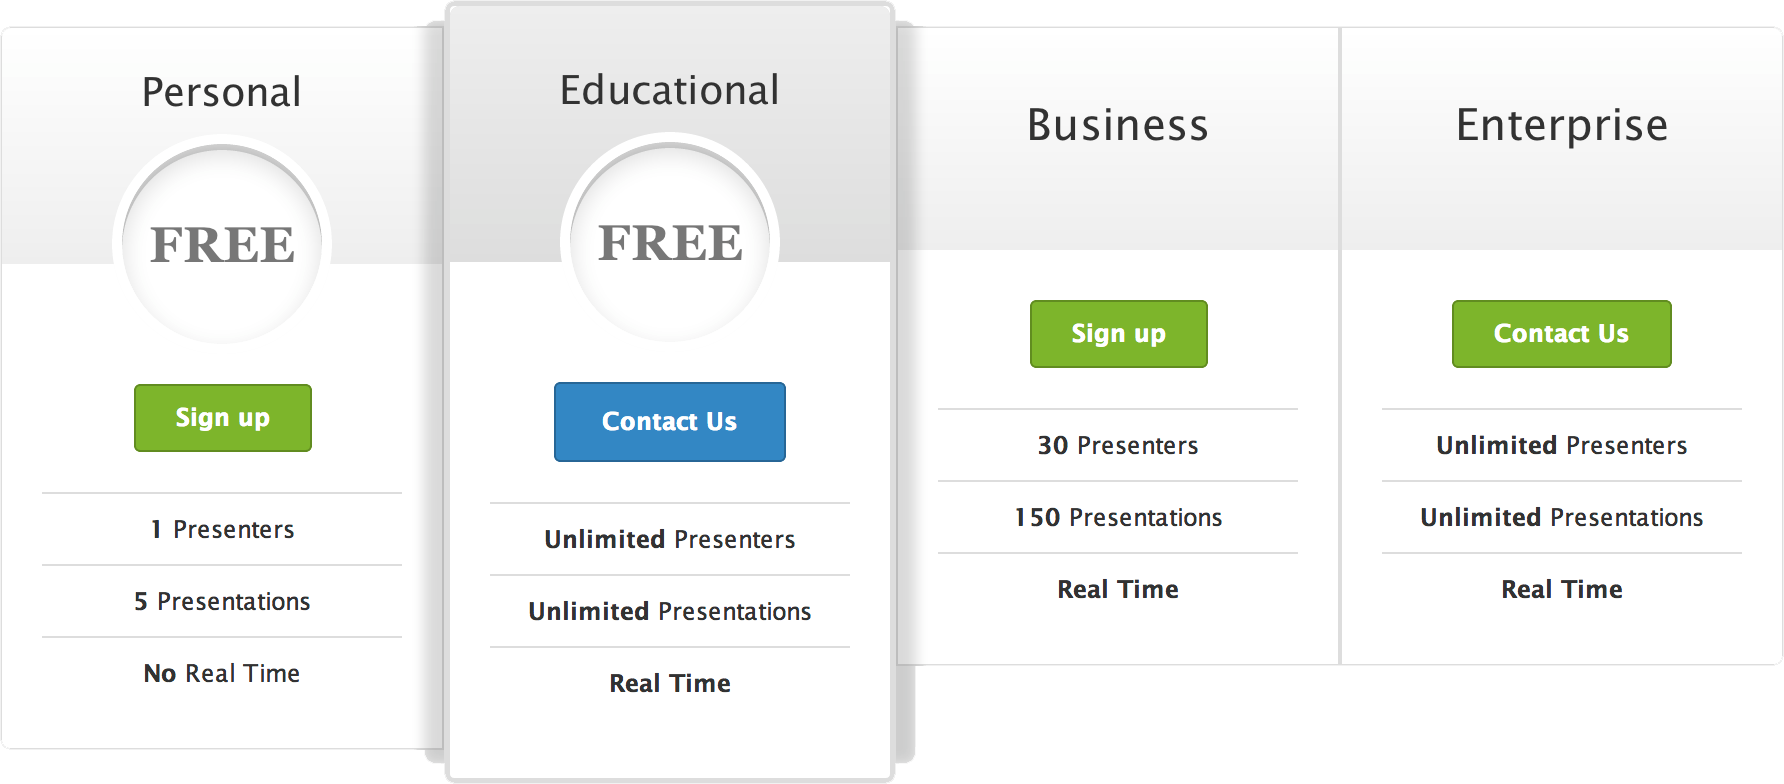 Personal
FREE
Sign up
1 Presenters
5 Presentations
No Real Time
Educational
FREE
Contact Us
Unlimited Presenters
Unlimited Presentations
Real Time
Business
Sign up
30 Presenters
150 Presentations
Real Time
Enterprise
Contact Us
Unlimited Presenters
Unlimited Presentations
Real Time